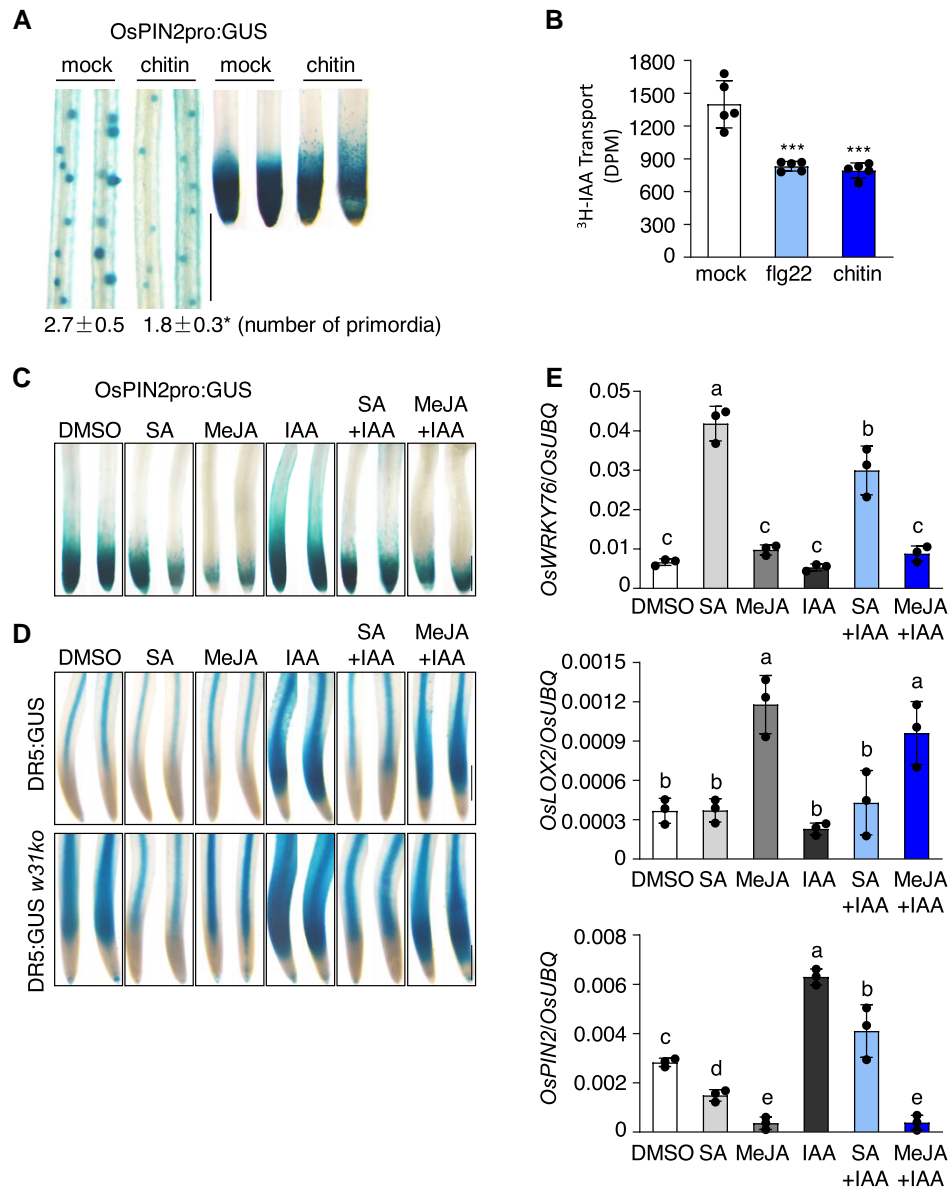 A
OsPIN2pro:GUS
mock chitin mock chitin
2.7±0.5 1.8±0.3* (number of primordia)
B
³H-IAA Transport
(DPM)
1800
1500
1200
900
600
300
0
*** ***
mock flg22 chitin
C
OsPIN2pro:GUS
DMSO SA MeJA IAA SA +IAA MeJA +IAA
D
DMSO SA MeJA IAA SA +IAA MeJA +IAA
DR5:GUS
DR5:GUS w31ko
E
OsWRKY76/OsUBQ
0.05
0.04
0.03
0.02
0.01
0
c a c c b c
DMSO SA MeJA IAA SA +IAA MeJA +IAA
OsLOX2/OsUBQ
0.0015
0.0012
0.0009
0.0006
0.0003
0
b b a b b a
DMSO SA MeJA IAA SA +IAA MeJA +IAA
OsPIN2/OsUBQ
0.008
0.006
0.004
0.002
0
c d e a b e
DMSO SA MeJA IAA SA +IAA MeJA +IAA